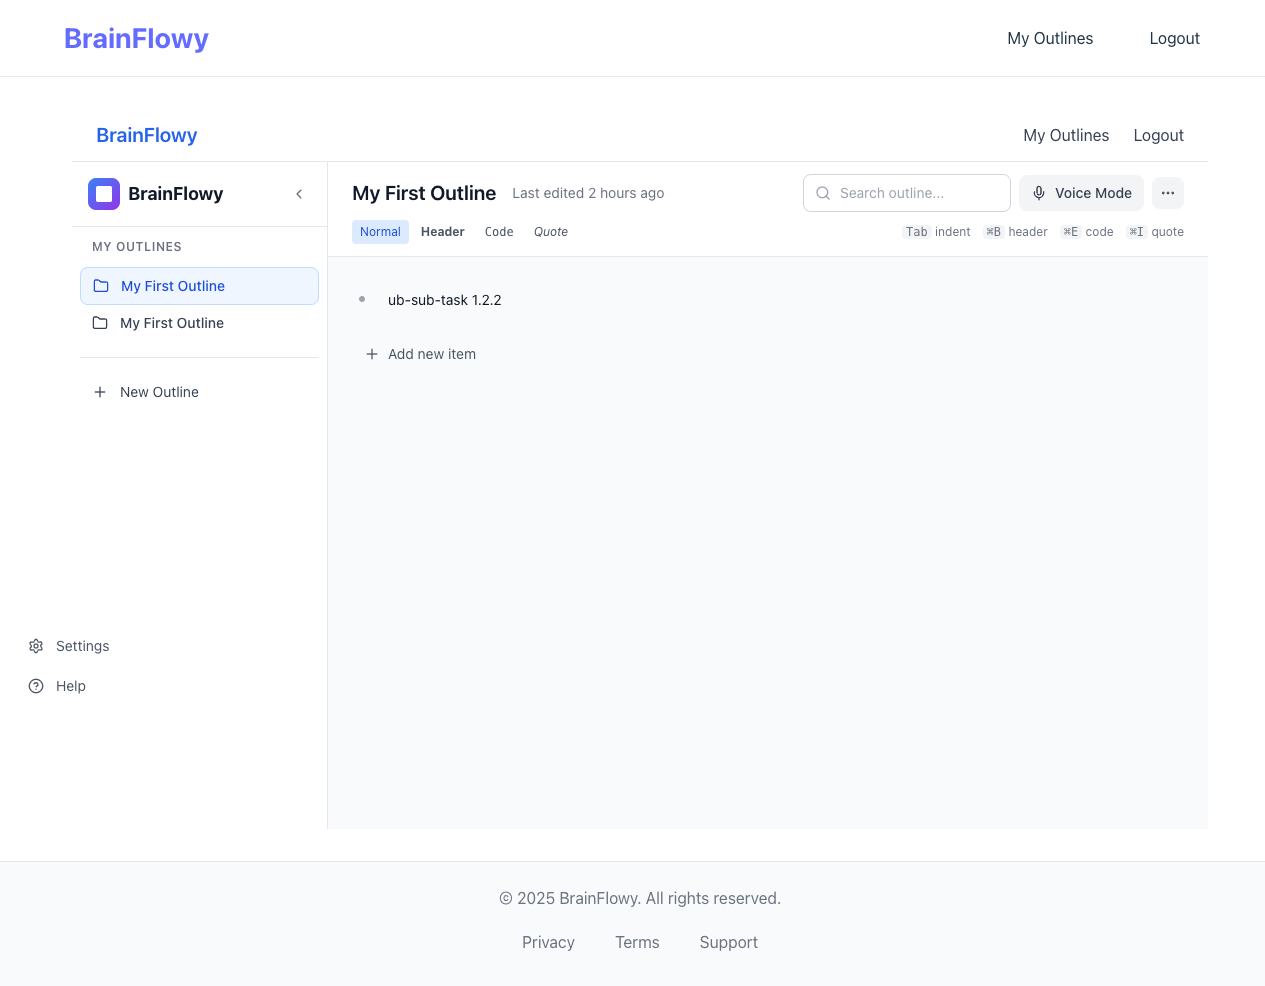 BrainFlowy
My Outlines
Logout
BrainFlowy
My Outlines
Logout
BrainFlowy
MY OUTLINES
My First Outline
My First Outline
New Outline
Settings
Help
My First Outline
Last edited 2 hours ago
Search outline...
Voice Mode
Normal
Header
Code
Quote
Tab indent
⌘B header
⌘E code
⌘I quote
ub-sub-task 1.2.2
Add new item
© 2025 BrainFlowy. All rights reserved.
Privacy
Terms
Support